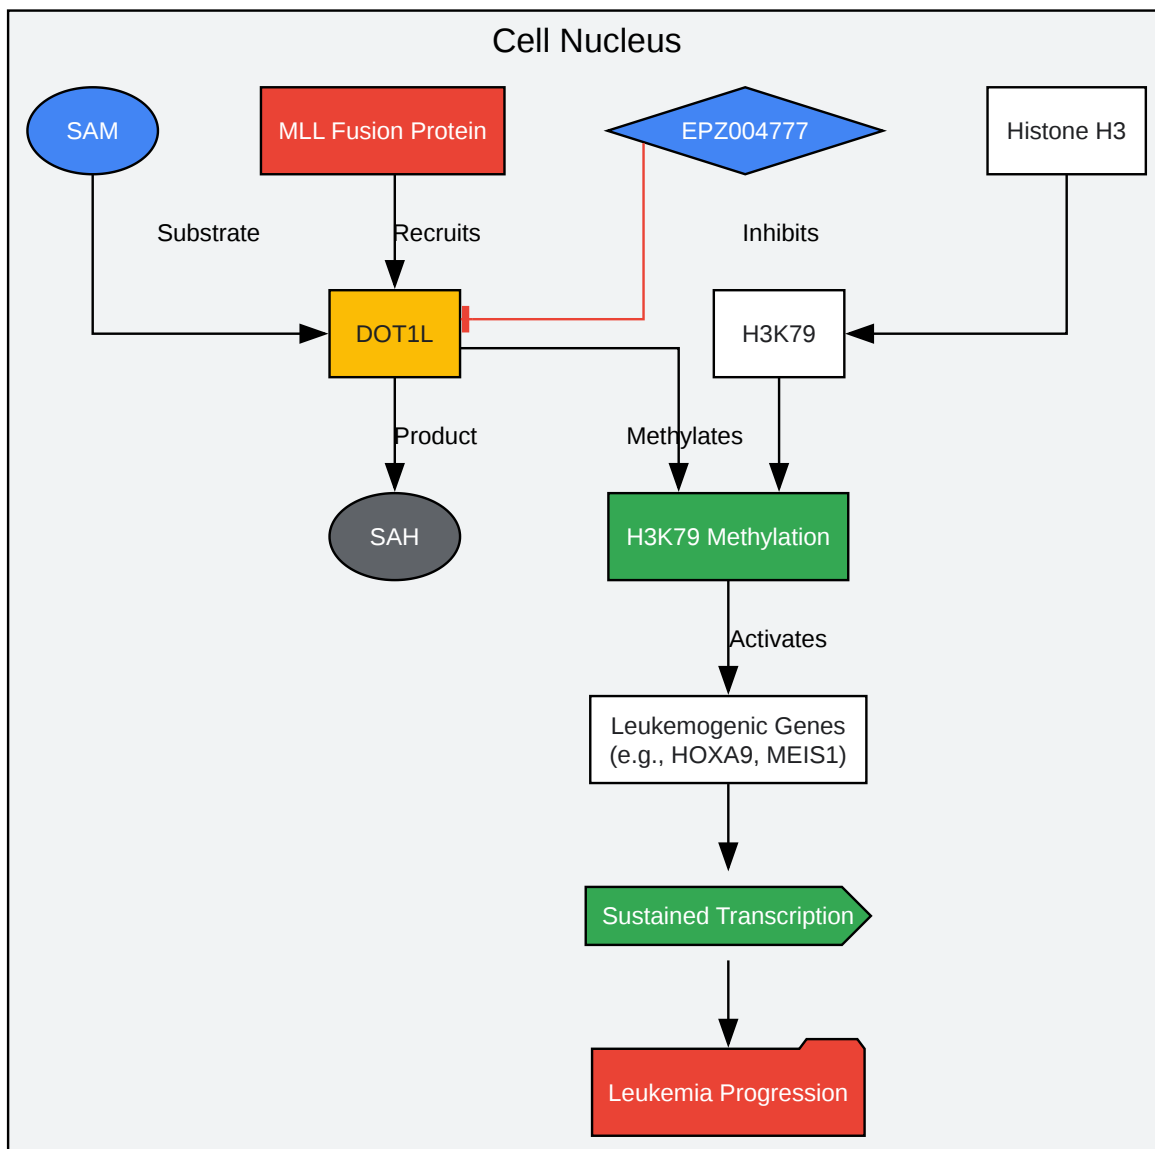 Cell Nucleus
SAM
MLL Fusion Protein
EPZ004777
Histone H3
Substrate
Recruits
Inhibits
DOT1L
H3K79
Product
Methylates
SAH
H3K79 Methylation
Activates
Leukemogenic Genes
(e.g., HOXA9, MEIS1)
Sustained Transcription
Leukemia Progression